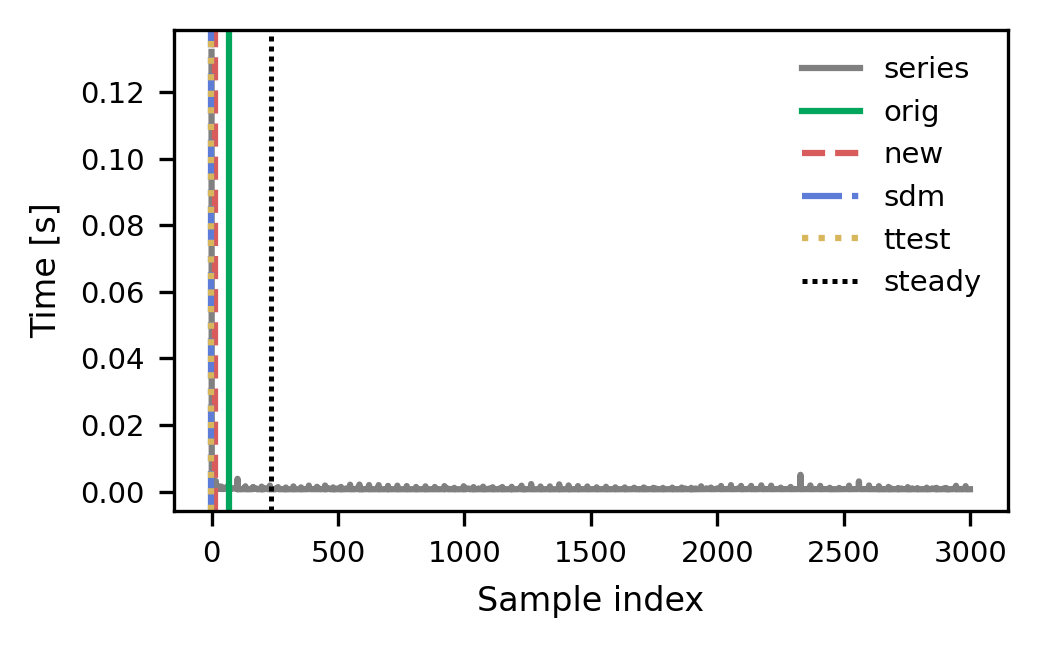 0.12
0.10
0.08
0.06
0.04
0.02
0.00
Time [s]
series
orig
new
sdm
ttest
steady
0 500 1000 1500 2000 2500 3000
Sample index